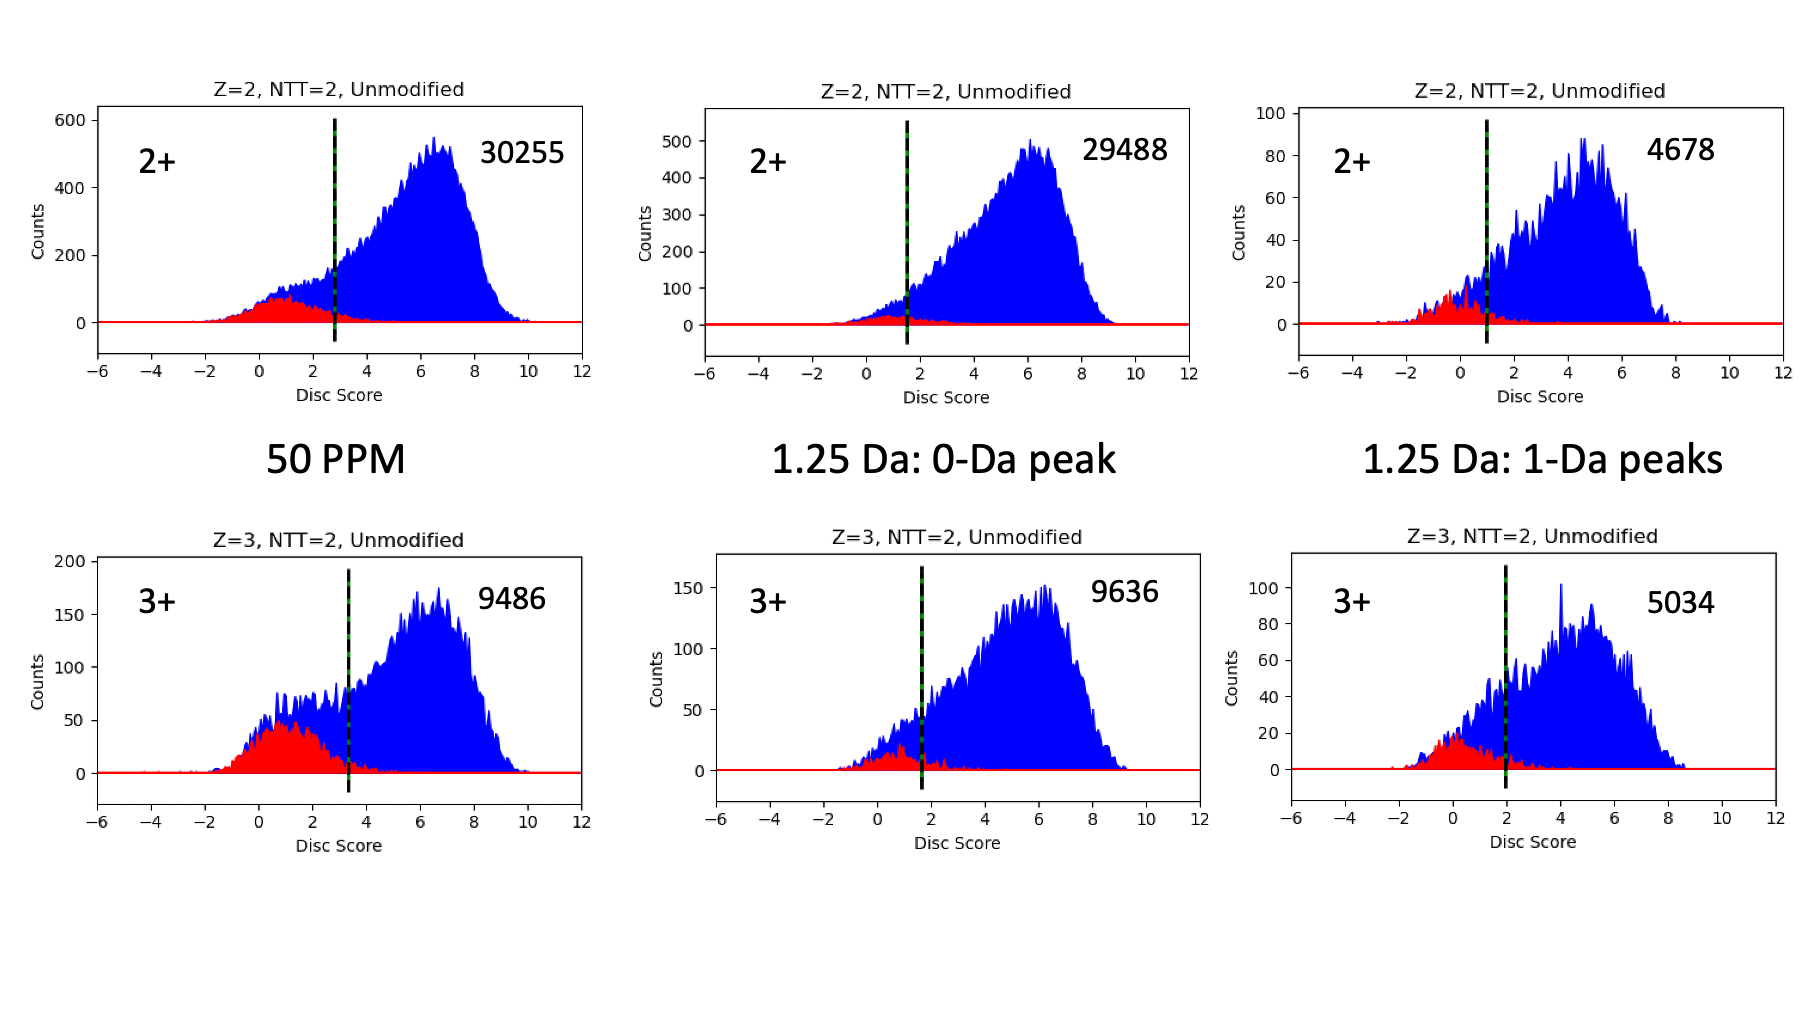 Z=2, NTT=2, Unmodified
600
400
200
0
Counts
2+
30255
−6 −4 −2 0 2 4 6 8 10 12
Disc Score
Z=2, NTT=2, Unmodified
500
400
300
200
100
0
Counts
2+
29488
−6 −4 −2 0 2 4 6 8 10 12
Disc Score
Z=2, NTT=2, Unmodified
100
80
60
40
20
0
Counts
2+
4678
−6 −4 −2 0 2 4 6 8 10 12
Disc Score
50 PPM
1.25 Da: 0-Da peak
1.25 Da: 1-Da peaks
Z=3, NTT=2, Unmodified
200
150
100
50
0
Counts
3+
9486
−6 −4 −2 0 2 4 6 8 10 12
Disc Score
Z=3, NTT=2, Unmodified
150
100
50
0
Counts
3+
9636
−6 −4 −2 0 2 4 6 8 10 12
Disc Score
Z=3, NTT=2, Unmodified
100
80
60
40
20
0
Counts
3+
5034
−6 −4 −2 0 2 4 6 8 10 12
Disc Score